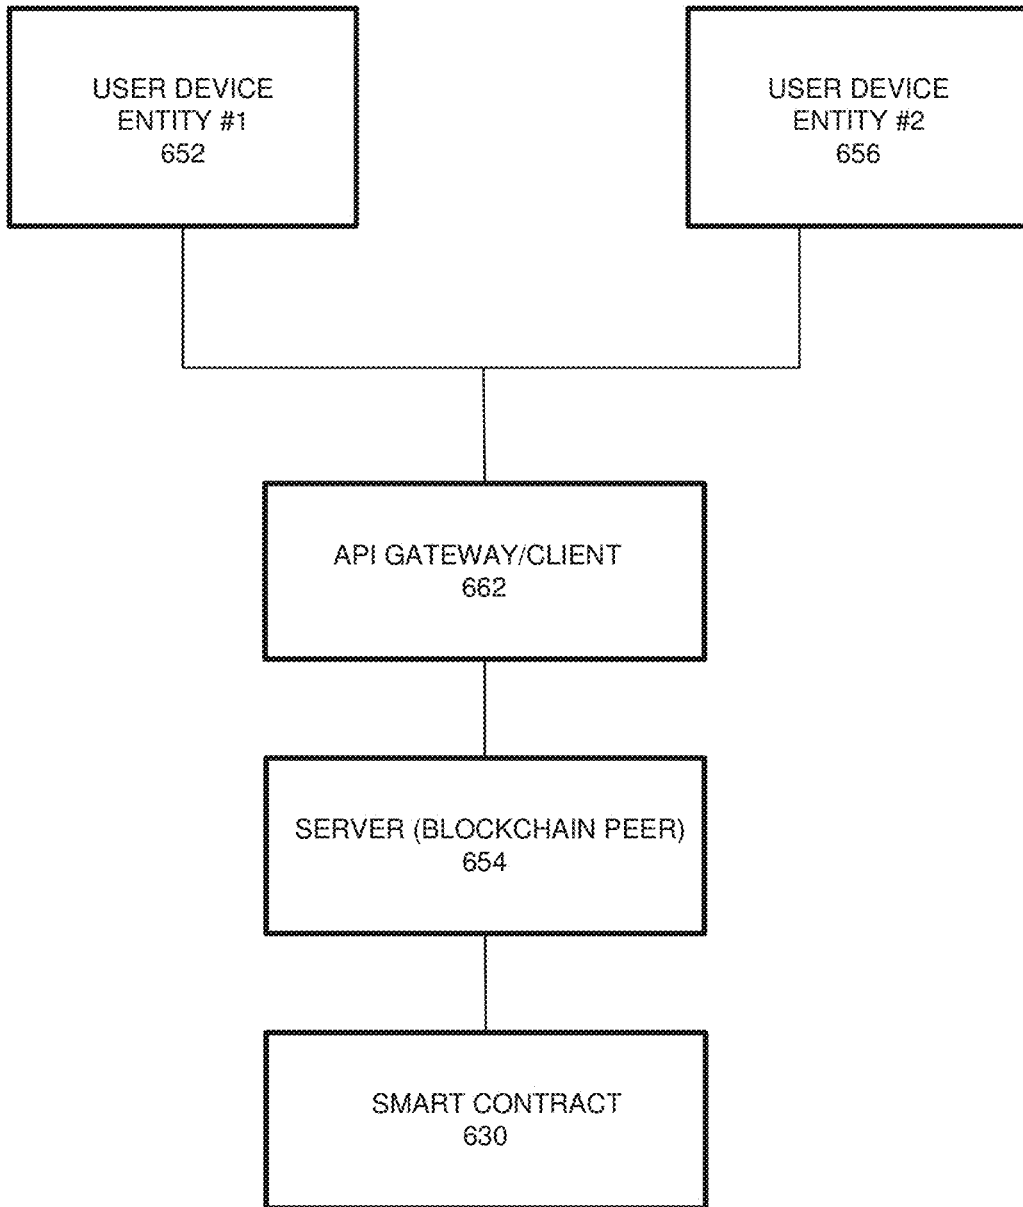 USER DEVICE
ENTITY #1
652
USER DEVICE
ENTITY #2
656
API GATEWAY/CLIENT
662
SERVER (BLOCKCHAIN PEER)
654
SMART CONTRACT
630